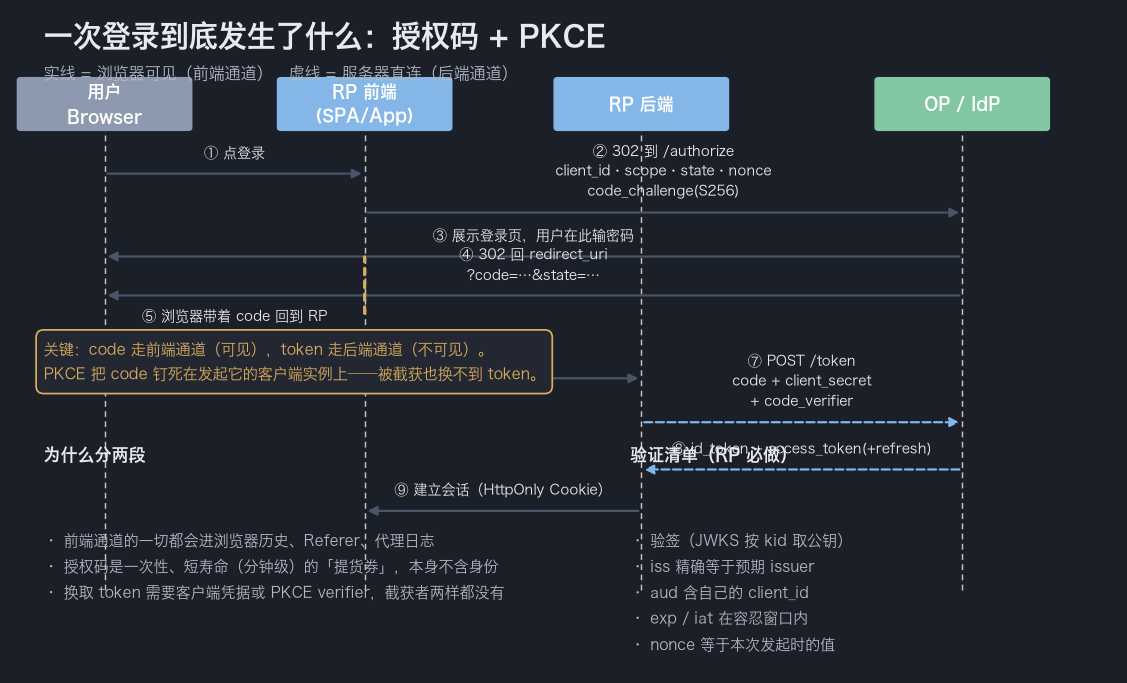 一次登录到底发生了什么：授权码 + PKCE
实线 = 浏览器可见（前端通道） 虚线 = 服务器直连（后端通道）
用户
Browser
RP 前端
(SPA/App)
RP 后端
OP / IdP
① 点登录
② 302 到 /authorize
client_id · scope · state · nonce
code_challenge(S256)
③ 展示登录页，用户在此输密码
④ 302 回 redirect_uri
?code=…&state=…
⑤ 浏览器带着 code 回到 RP
关键：code 走前端通道（可见），token 走后端通道（不可见）。
PKCE 把 code 钉死在发起它的客户端实例上——被截获也换不到 token。
⑦ POST /token
code + client_secret
+ code_verifier
⑧ id_token + access_token(+refresh)
为什么分两段
验证清单（RP 必做）
⑨ 建立会话（HttpOnly Cookie）
· 前端通道的一切都会进浏览器历史、Referer、代理日志
· 授权码是一次性、短寿命（分钟级）的「提货券」，本身不含身份
· 换取 token 需要客户端凭据或 PKCE verifier，截获者两样都没有
· 验签（JWKS 按 kid 取公钥）
· iss 精确等于预期 issuer
· aud 含自己的 client_id
· exp / iat 在容忍窗口内
· nonce 等于本次发起时的值